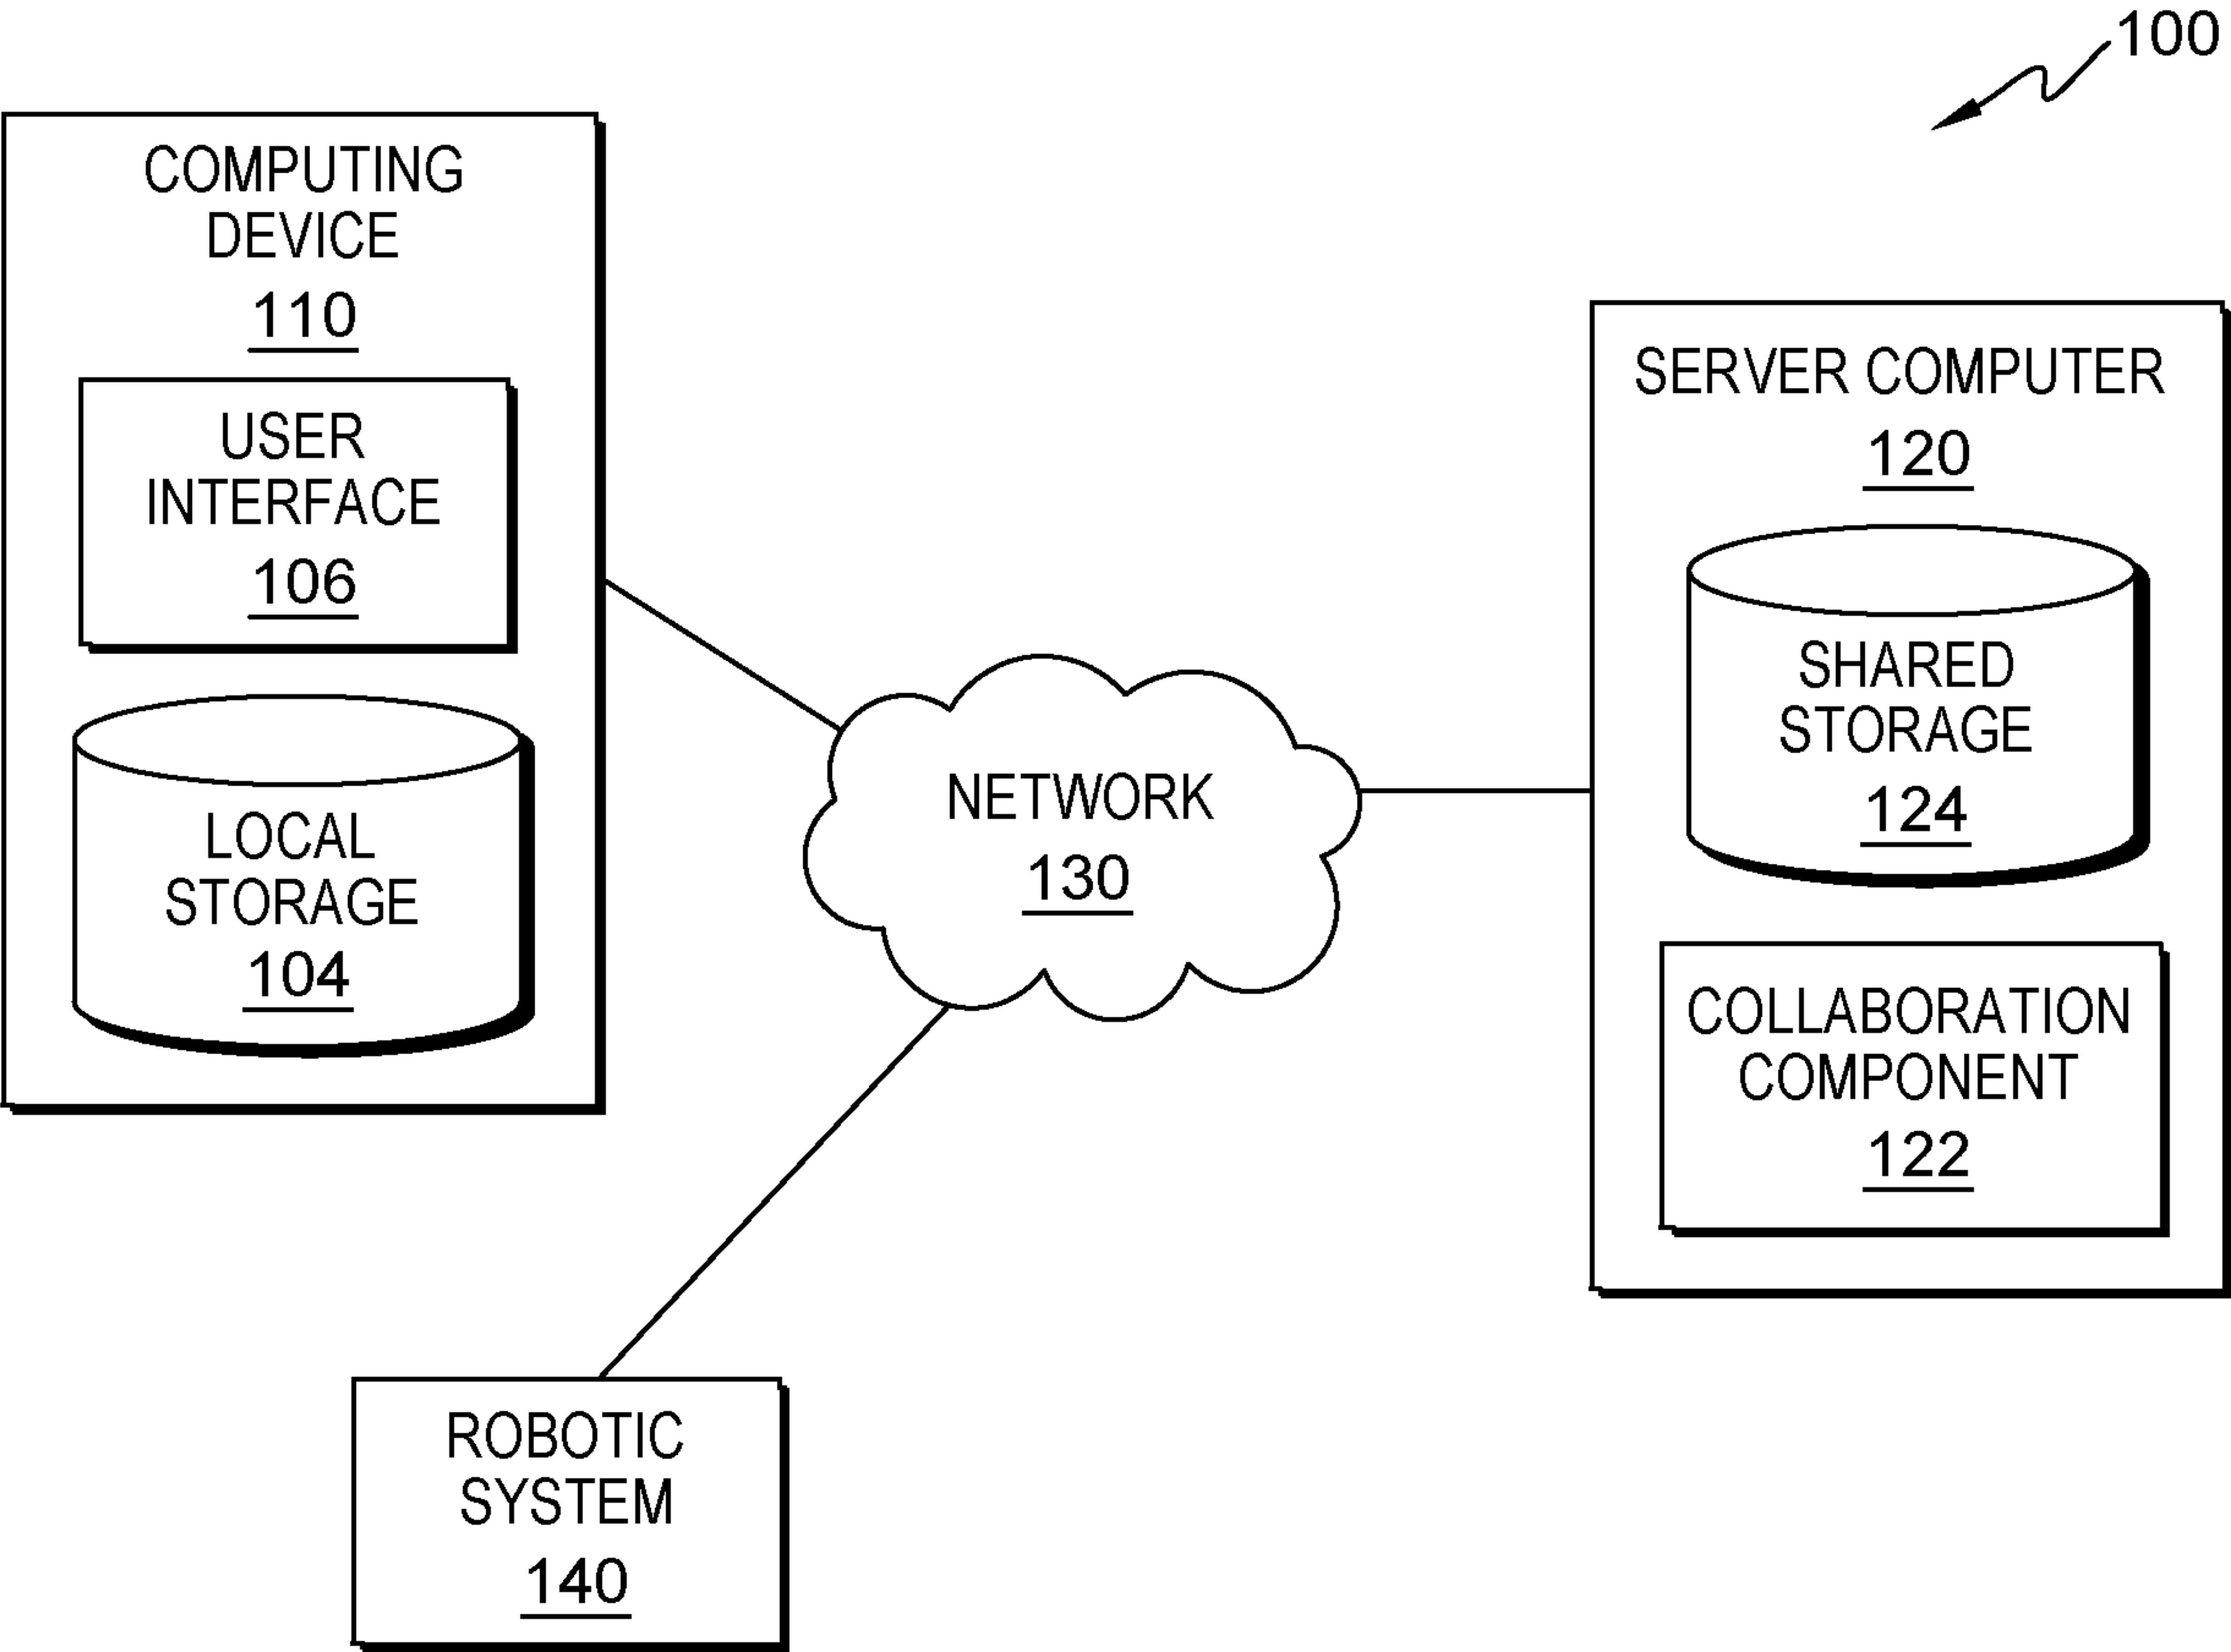 100
COMPUTING
DEVICE
110
USER
INTERFACE
106
LOCAL
STORAGE
104
NETWORK
130
SERVER COMPUTER
120
SHARED
STORAGE
124
COLLABORATION
COMPONENT
122
ROBOTIC
SYSTEM
140